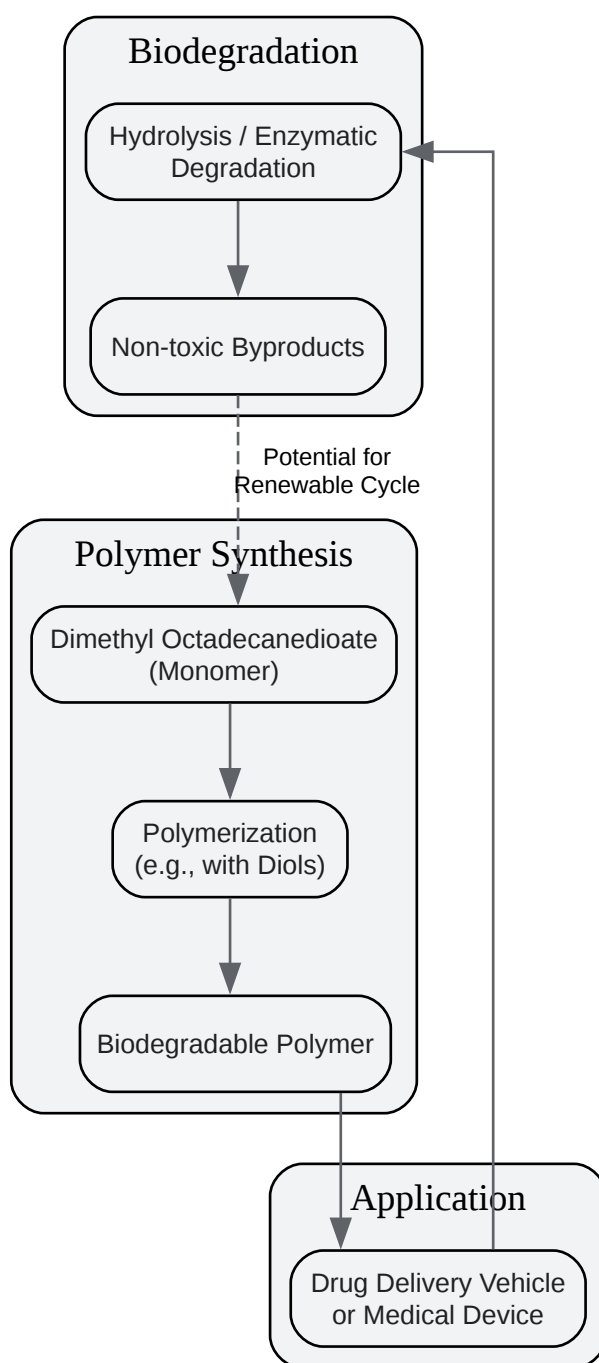 Biodegradation
Hydrolysis / Enzymatic
Degradation
Non-toxic Byproducts
Potential for
Renewable Cycle
Polymer Synthesis
Dimethyl Octadecanedioate
(Monomer)
Polymerization
(e.g., with Diols)
Biodegradable Polymer
Application
Drug Delivery Vehicle
or Medical Device